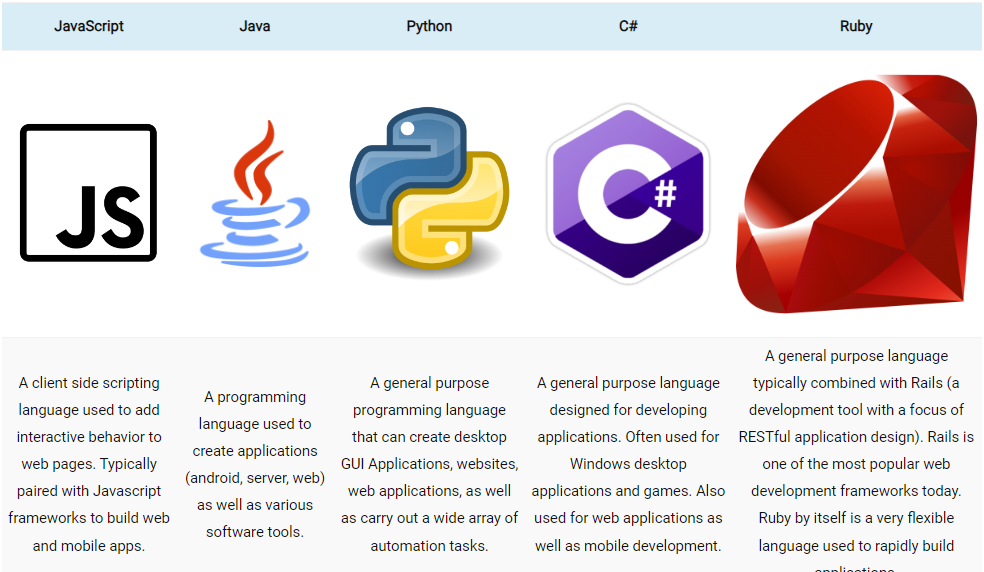 JavaScript
Java
Python
C#
Ruby
JS
C#
A client side scripting
language used to add
interactive behavior to
web pages. Typically
paired with Javascript
frameworks to build web
and mobile apps.
A programming
language used to
create applications
(android, server, web)
as well as various
software tools.
A general purpose
programming language
that can create desktop
GUI Applications, websites,
web applications, as well
as carry out a wide array of
automation tasks.
A general purpose language
designed for developing
applications. Often used for
Windows desktop
applications and games. Also
used for web applications as
well as mobile development.
A general purpose language
typically combined with Rails (a
development tool with a focus of
RESTful application design). Rails is
one of the most popular web
development frameworks today.
Ruby by itself is a very flexible
language used to rapidly build